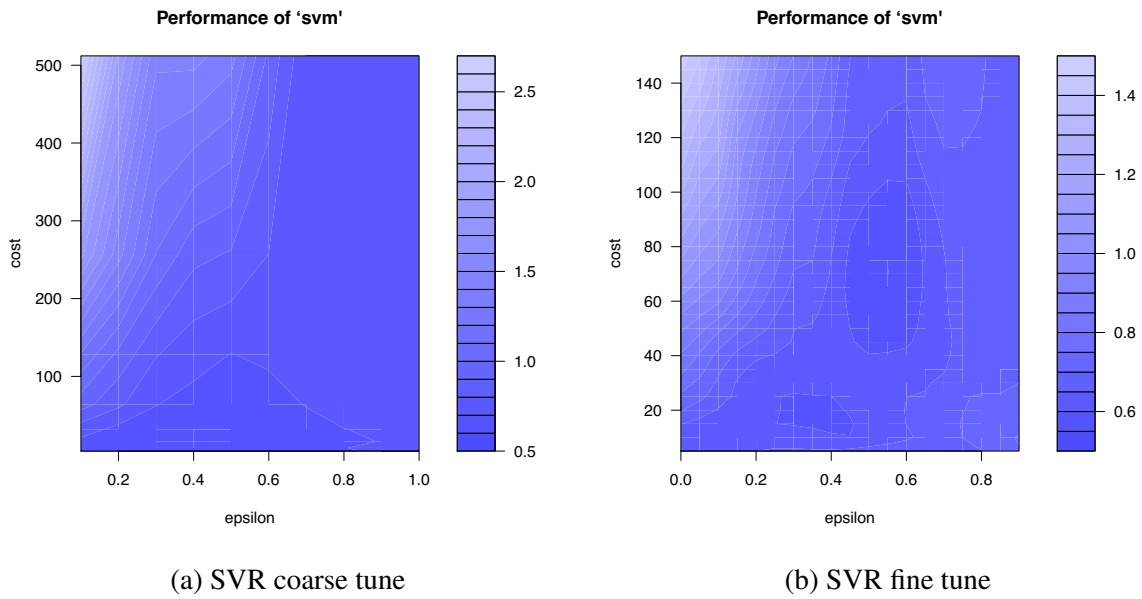 Performance of ‘svm'
500
400
300
200
100
cost
0.2 0.4 0.6 0.8 1.0
epsilon
2.5
2.0
1.5
1.0
0.5
(a) SVR coarse tune
Performance of ‘svm'
140
120
100
80
60
40
20
cost
0.0 0.2 0.4 0.6 0.8
epsilon
1.4
1.2
1.0
0.8
0.6
(b) SVR fine tune